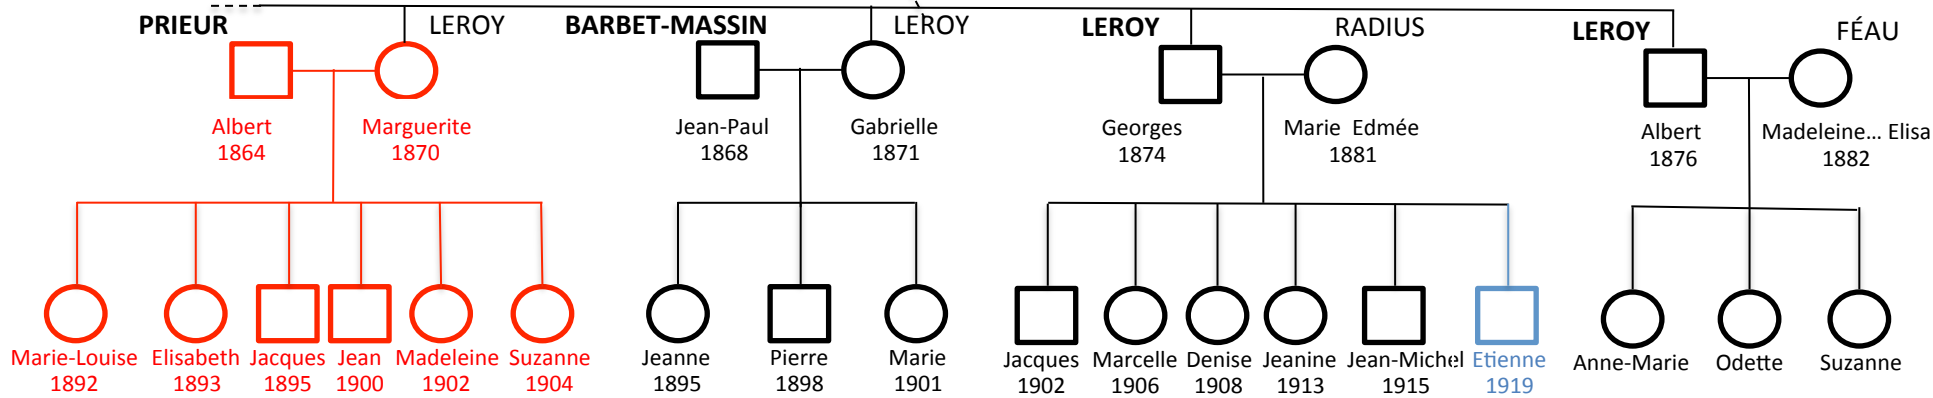 PRIEUR LEROY BARBET-MASSIN LEROY LEROY RADIUS LEROY FÉAU
Albert Marguerite Jean-Paul Gabrielle Georges Marie Edmée Albert Madeleine... Elisa
1864 1870 1868 1871 1874 1881 1876 1882
Marie-Louise Elisabeth Jacques Jean Madeleine Suzanne Jeanne Pierre Marie Jacques Marcelle Denise Jeanine Jean-Michel Etienne Anne-Marie Odette Suzanne
1892 1893 1895 1900 1902 1904 1895 1898 1901 1902 1906 1908 1913 1915 1919